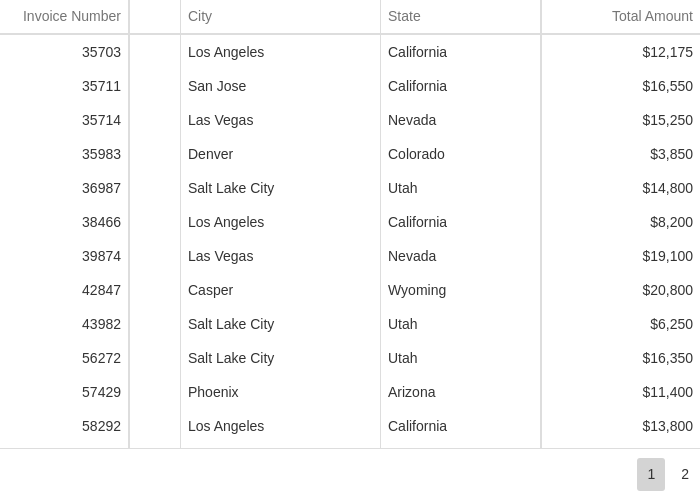 Invoice Number City State Total Amount
35703 Los Angeles California $12,175
35711 San Jose California $16,550
35714 Las Vegas Nevada $15,250
35983 Denver Colorado $3,850
36987 Salt Lake City Utah $14,800
38466 Los Angeles California $8,200
39874 Las Vegas Nevada $19,100
42847 Casper Wyoming $20,800
43982 Salt Lake City Utah $6,250
56272 Salt Lake City Utah $16,350
57429 Phoenix Arizona $11,400
58292 Los Angeles California $13,800
1 2